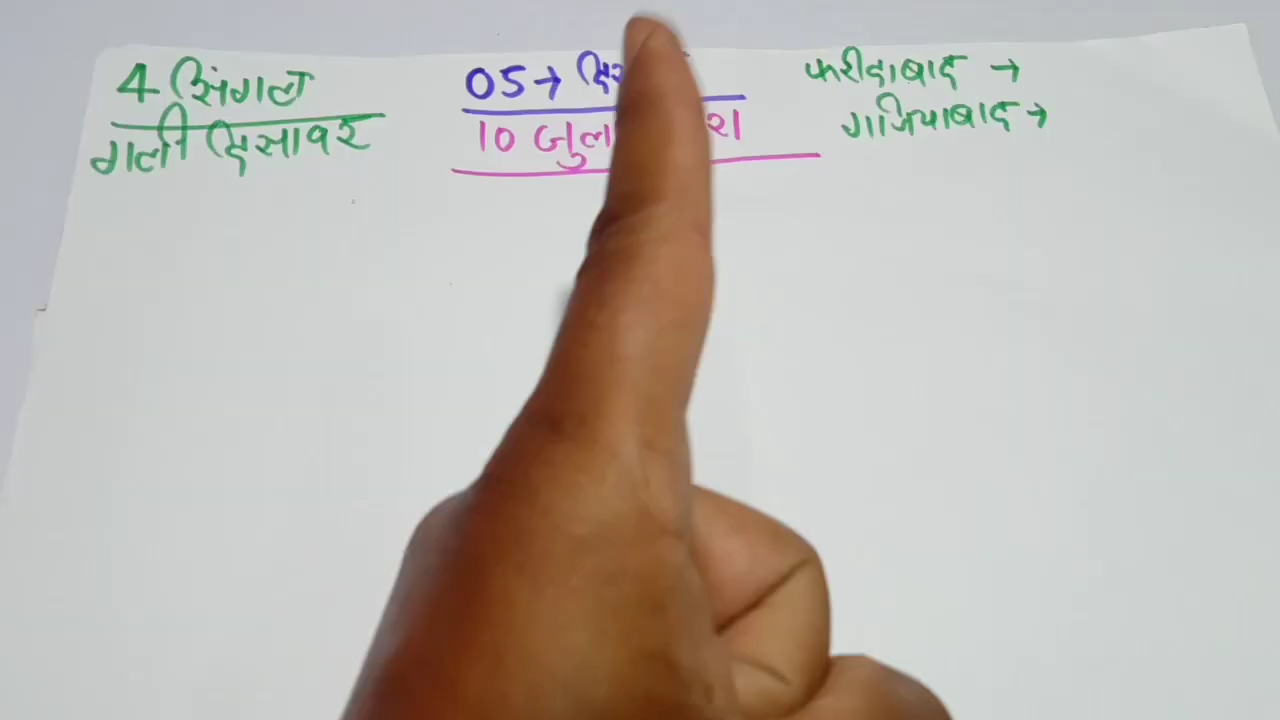 4 सिंगल
गली दिसावर
05→
10
फरीदाबाद →
गाजियाबाद →